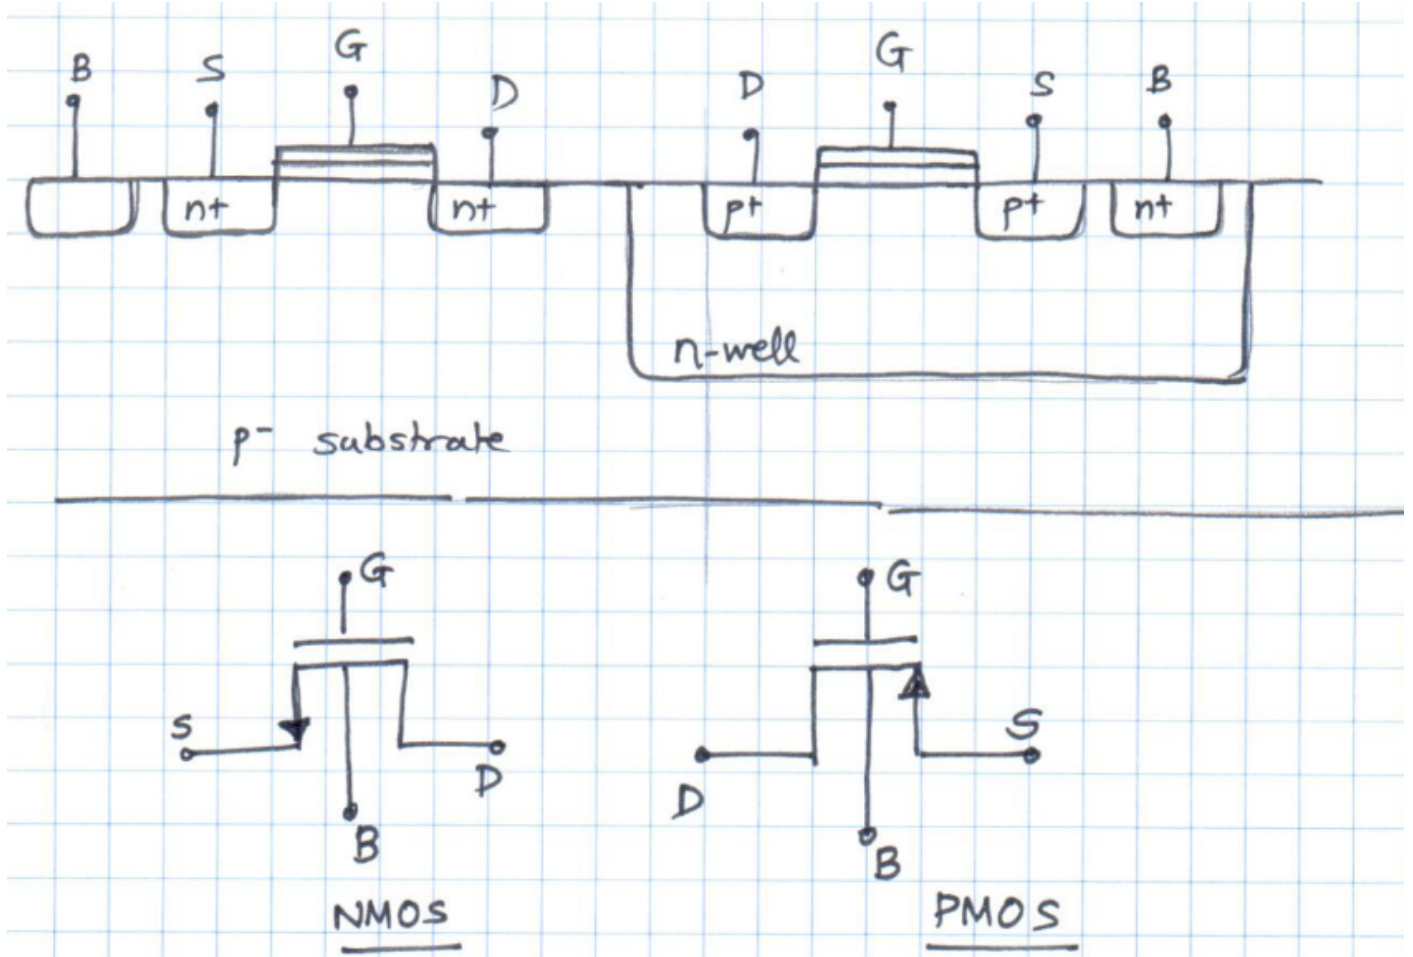 B S G D D G S B
n+ n+ p+ p+ n+
n-well
p- substrate
G G
S D D S
B B
NMOS PMOS